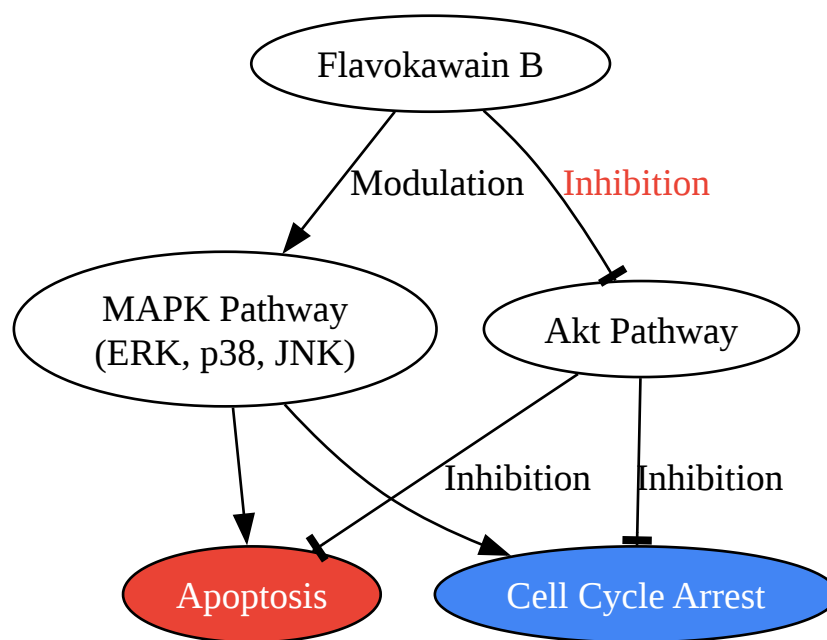 Flavokawain B
Modulation
Inhibition
MAPK Pathway
(ERK, p38, JNK)
Akt Pathway
Inhibition
Inhibition
Apoptosis
Cell Cycle Arrest